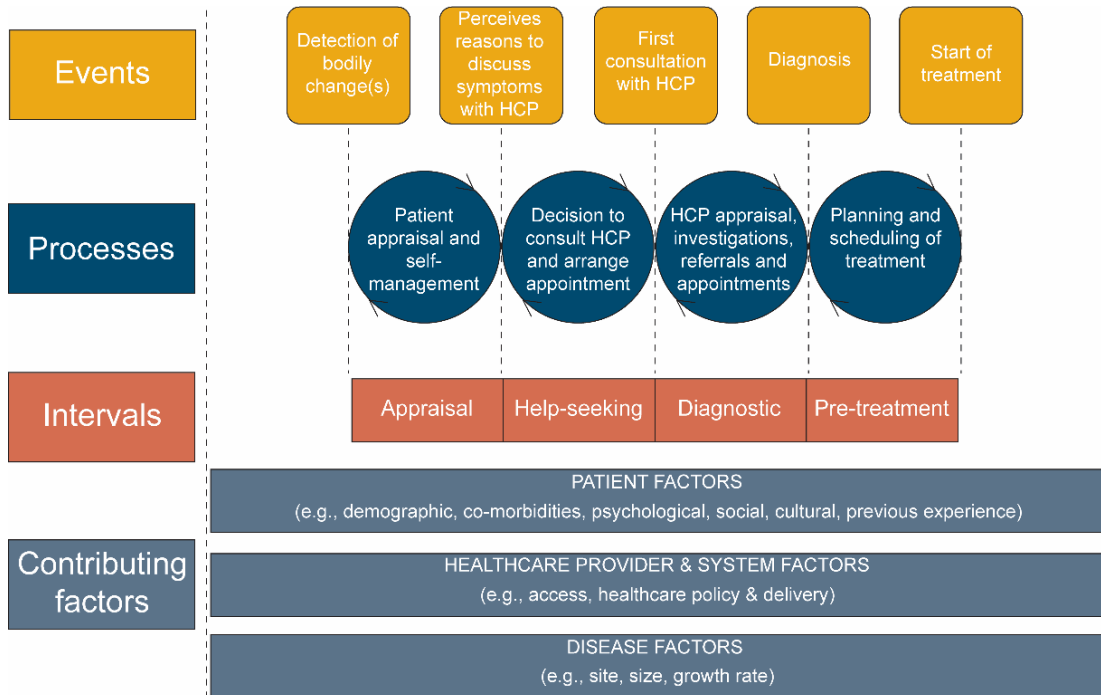 Events
Detection of
bodily
change(s)
Perceives
reasons to
discuss
symptoms
with HCP
First
consultation
with HCP
Diagnosis
Start of
treatment
Processes
Patient
appraisal and
self-
management
Decision to
consult HCP
and arrange
appointment
HCP appraisal,
investigations,
referrals and
appointments
Planning and
scheduling of
treatment
Intervals
Appraisal
Help-seeking
Diagnostic
Pre-treatment
Contributing
factors
PATIENT FACTORS
(e.g., demographic, co-morbidities, psychological, social, cultural, previous experience)
HEALTHCARE PROVIDER & SYSTEM FACTORS
(e.g., access, healthcare policy & delivery)
DISEASE FACTORS
(e.g., site, size, growth rate)